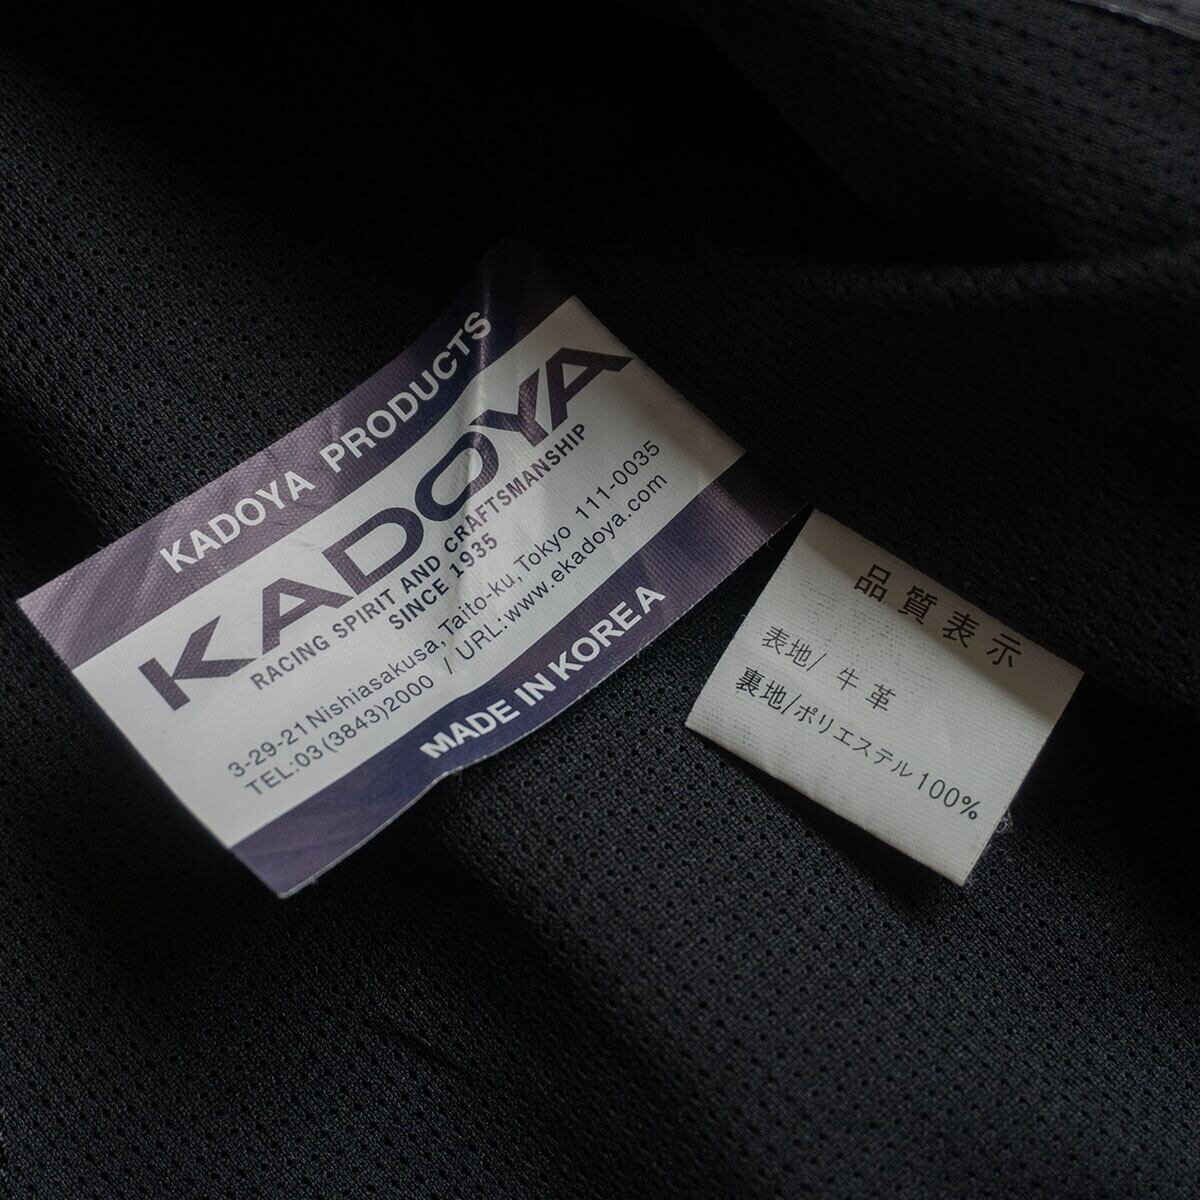 KADOYA PRODUCTS
KADOYA
RACING SPIRIT AND CRAFTSMANSHIP
SINCE 1935
3-29-21 Nishiasakusa, Taito-ku, Tokyo 111-0035
TEL:03(3843)2000 / URL:www.ekadoya.com
MADE IN KOREA
品質表示
表地/ 牛革
裏地/ポリエステル100%